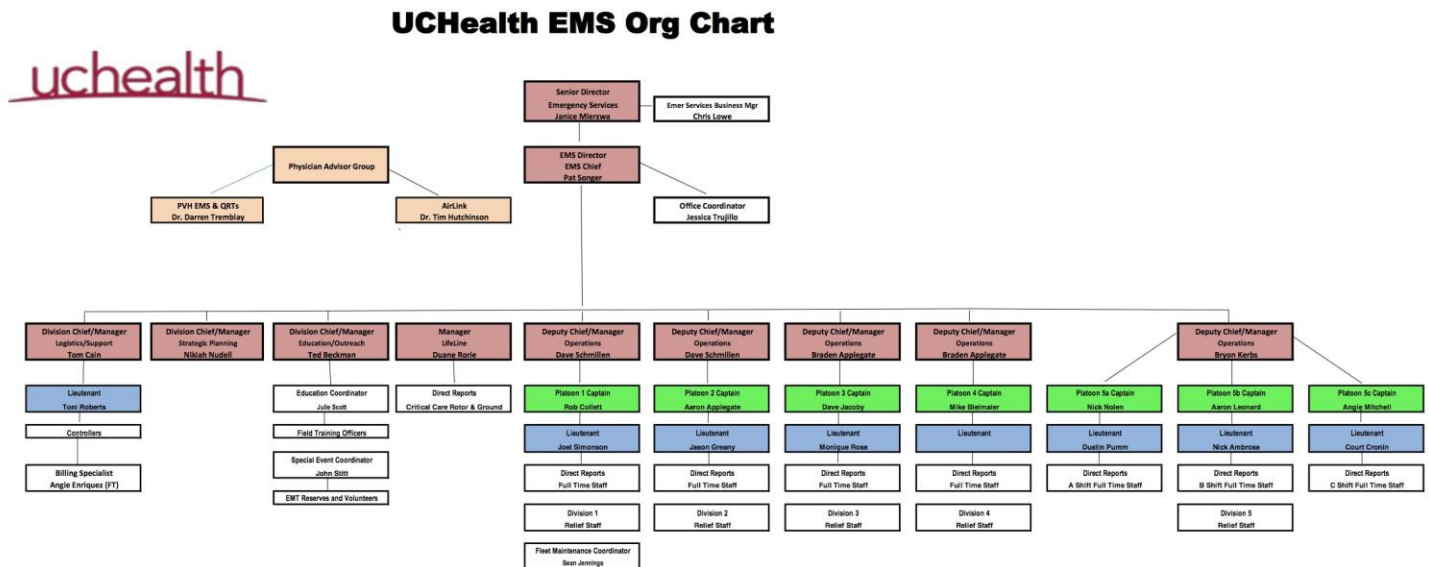 UCHealth EMS Org Chart
uchealth
Senior Director
Emergency Services
Janice Mierzwa
Emer Services Business Mgr
Chris Lowe
Physician Advisor Group
EMS Director
EMS Chief
Pat Songer
PVH EMS & QRTs
Dr. Darren Tremblay
AirLink
Dr. Tim Hutchinson
Office Coordinator
Jessica Trujillo
Division Chief/Manager
Logistics/Support
Tom Cain
Division Chief/Manager
Strategic Planning
Nikiah Nudell
Division Chief/Manager
Education/Outreach
Ted Beckman
Manager
LifeLine
Duane Rorie
Deputy Chief/Manager
Operations
Dave Schmillen
Deputy Chief/Manager
Operations
Dave Schmillen
Deputy Chief/Manager
Operations
Braden Applegate
Deputy Chief/Manager
Operations
Braden Applegate
Deputy Chief/Manager
Operations
Bryon Kerbs
Lieutenant
Toni Roberts
Education Coordinator
Julie Scott
Direct Reports
Critical Care Rotor & Ground
Platoon 1 Captain
Rob Collett
Platoon 2 Captain
Aaron Applegate
Platoon 3 Captain
Dave Jacoby
Platoon 4 Captain
Mike Bielmaier
Platoon 5a Captain
Nick Nolen
Platoon 5b Captain
Aaron Leonard
Platoon 5c Captain
Angie Mitchell
Controllers
Field Training Officers
Lieutenant
Joel Simonson
Lieutenant
Jason Greany
Lieutenant
Monique Rose
Lieutenant
Lieutenant
Dustin Pumm
Lieutenant
Nick Ambrose
Lieutenant
Court Cronin
Billing Specialist
Angie Enriquez (FT)
Special Event Coordinator
John Stitt
EMT Reserves and Volunteers
Direct Reports
Full Time Staff
Direct Reports
Full Time Staff
Direct Reports
Full Time Staff
Direct Reports
Full Time Staff
Direct Reports
A Shift Full Time Staff
Direct Reports
B Shift Full Time Staff
Direct Reports
C Shift Full Time Staff
Division 1
Relief Staff
Division 2
Relief Staff
Division 3
Relief Staff
Division 4
Relief Staff
Division 5
Relief Staff
Fleet Maintenance Coordinator
Sean Jennings